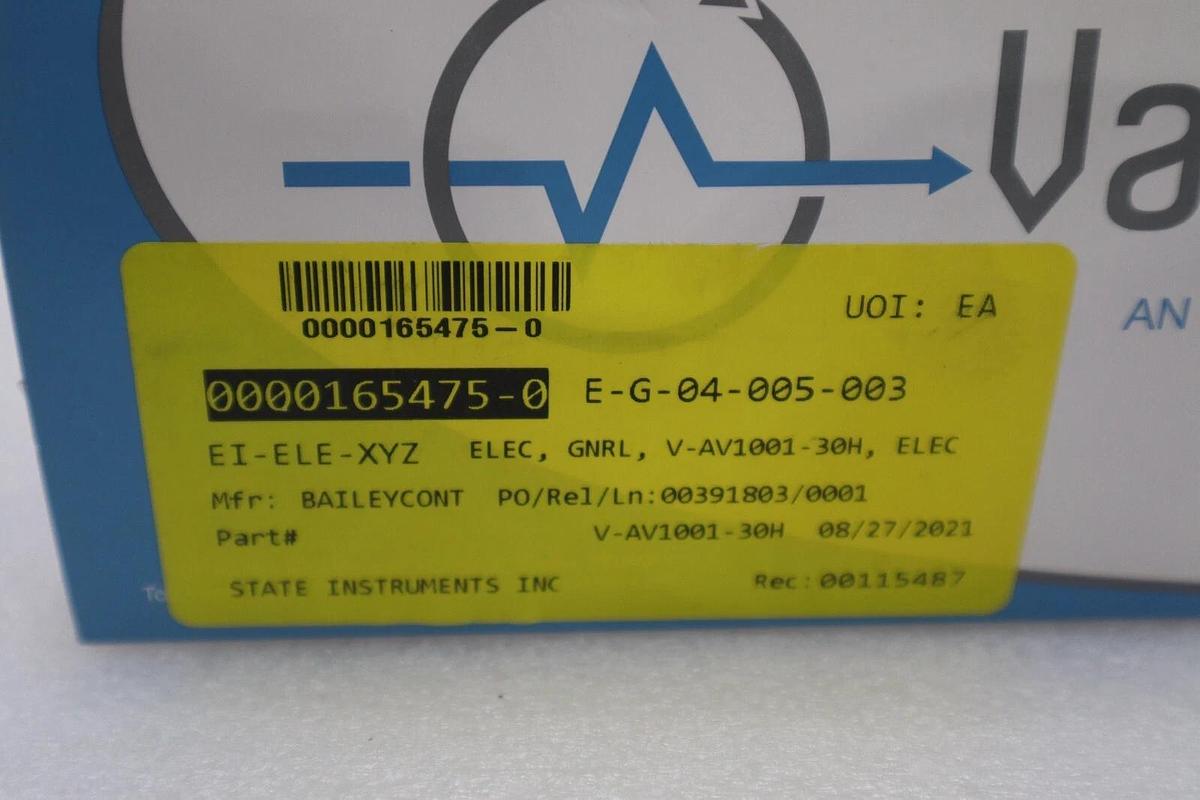 Va
AN
0000165475-0
UOI: EA
0000165475-0 E-G-04-005-003
EI-ELE-XYZ ELEC, GNRL, V-AV1001-30H, ELEC
Mfr: BAILEYCONT PO/Rel/Ln:00391803/0001
Part# V-AV1001-30H 08/27/2021
STATE INSTRUMENTS INC Rec:00115487